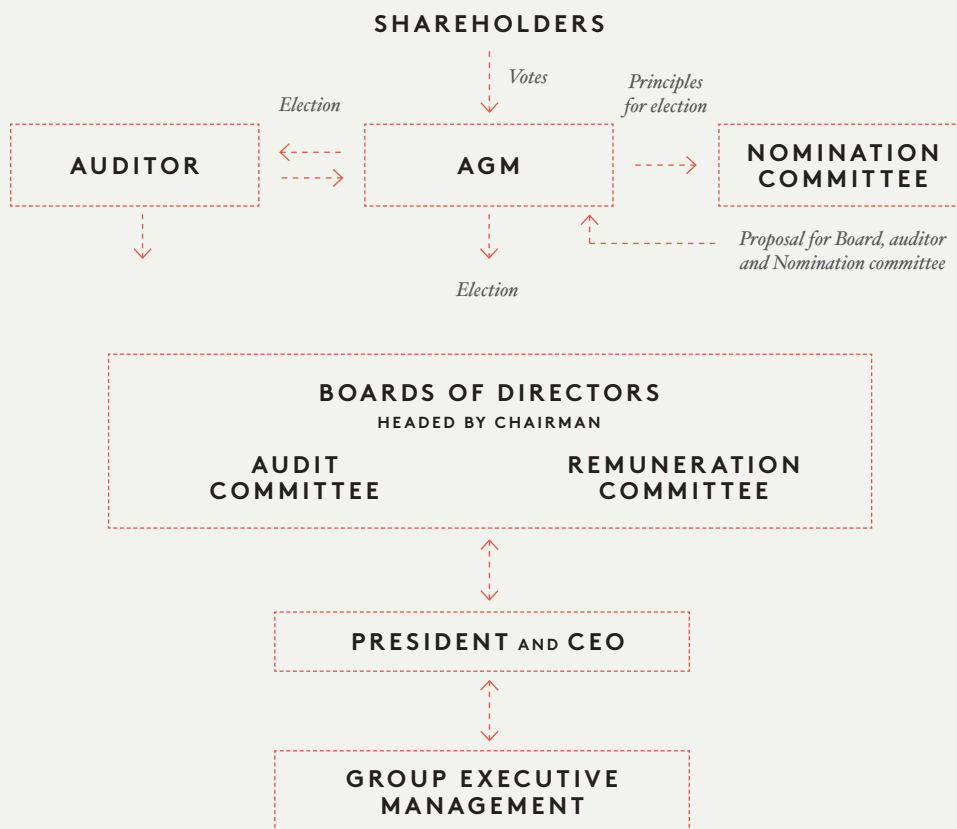 SHAREHOLDERS
Votes
Principles
for election
Election
AUDITOR
AGM
NOMINATION
COMMITTEE
Proposal for Board, auditor
and Nomination committee
Election
BOARDS OF DIRECTORS
HEADED BY CHAIRMAN
AUDIT
COMMITTEE
REMUNERATION
COMMITTEE
PRESIDENT AND CEO
GROUP EXECUTIVE
MANAGEMENT